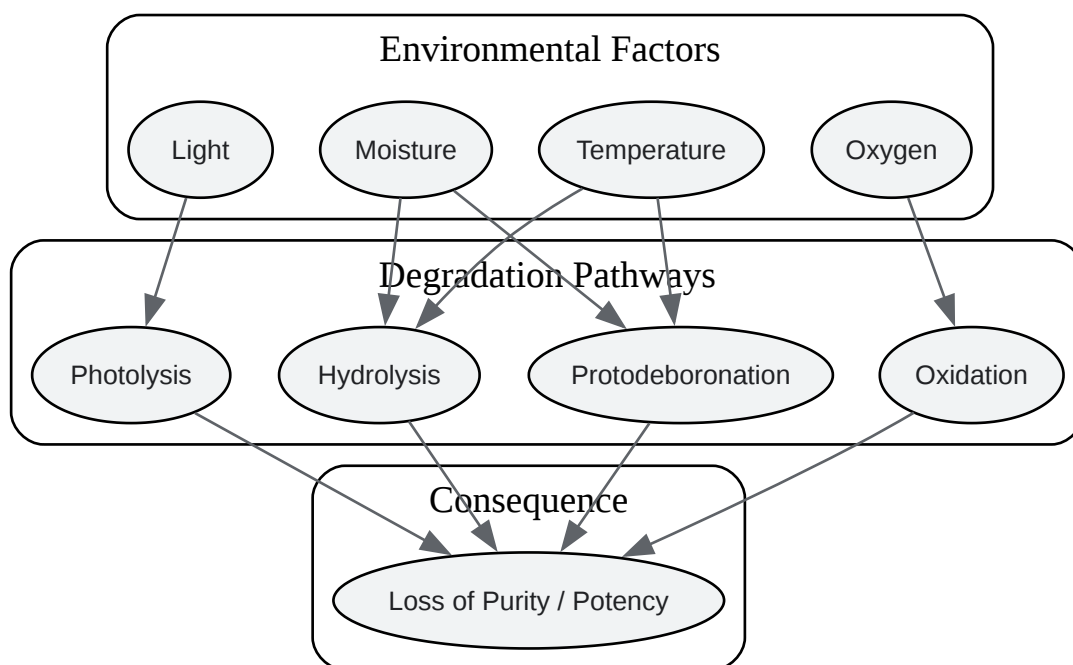 Environmental Factors
Light
Moisture
Temperature
Oxygen
Degradation Pathways
Photolysis
Hydrolysis
Protodeboronation
Oxidation
Consequence
Loss of Purity / Potency